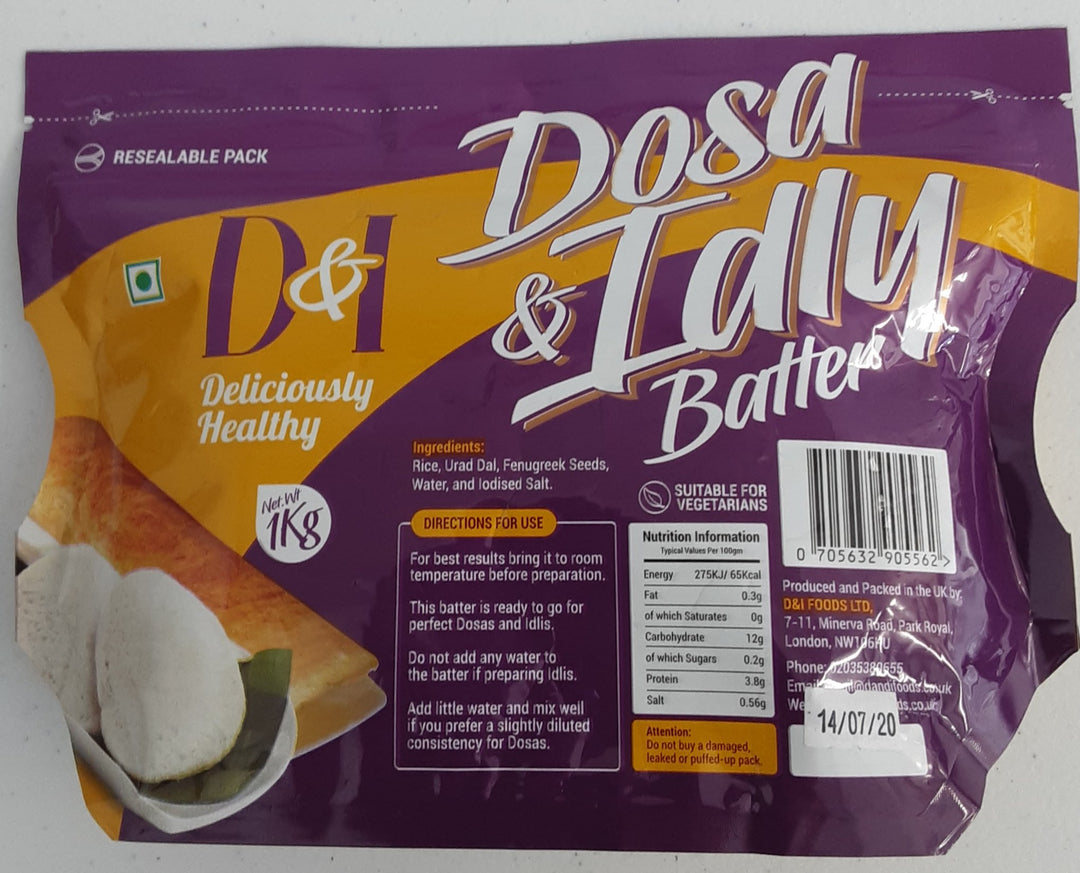 RESEALABLE PACK
Dosa
& Idly
Batter
D&I
Deliciously
Healthy
Net.Wt
1Kg
Ingredients:
Rice, Urad Dal, Fenugreek Seeds,
Water, and Iodised Salt.
DIRECTIONS FOR USE
For best results bring it to room
temperature before preparation.
This batter is ready to go for
perfect Dosas and Idlis.
Do not add any water to
the batter if preparing Idlis.
Add little water and mix well
if you prefer a slightly diluted
consistency for Dosas.
SUITABLE FOR
VEGETARIANS
Nutrition Information
Typical Values Per 100gm
Energy 275KJ/ 65Kcal
Fat 0.3g
of which Saturates 0g
Carbohydrate 12g
of which Sugars 0.2g
Protein 3.8g
Salt 0.56g
Attention:
Do not buy a damaged,
leaked or puffed-up pack.
0 705632 905562 >
Produced and Packed in the UK by:
D&I FOODS LTD,
7-11, Minerva Road, Park Royal,
London, NW106HU
Phone:
14/07/20